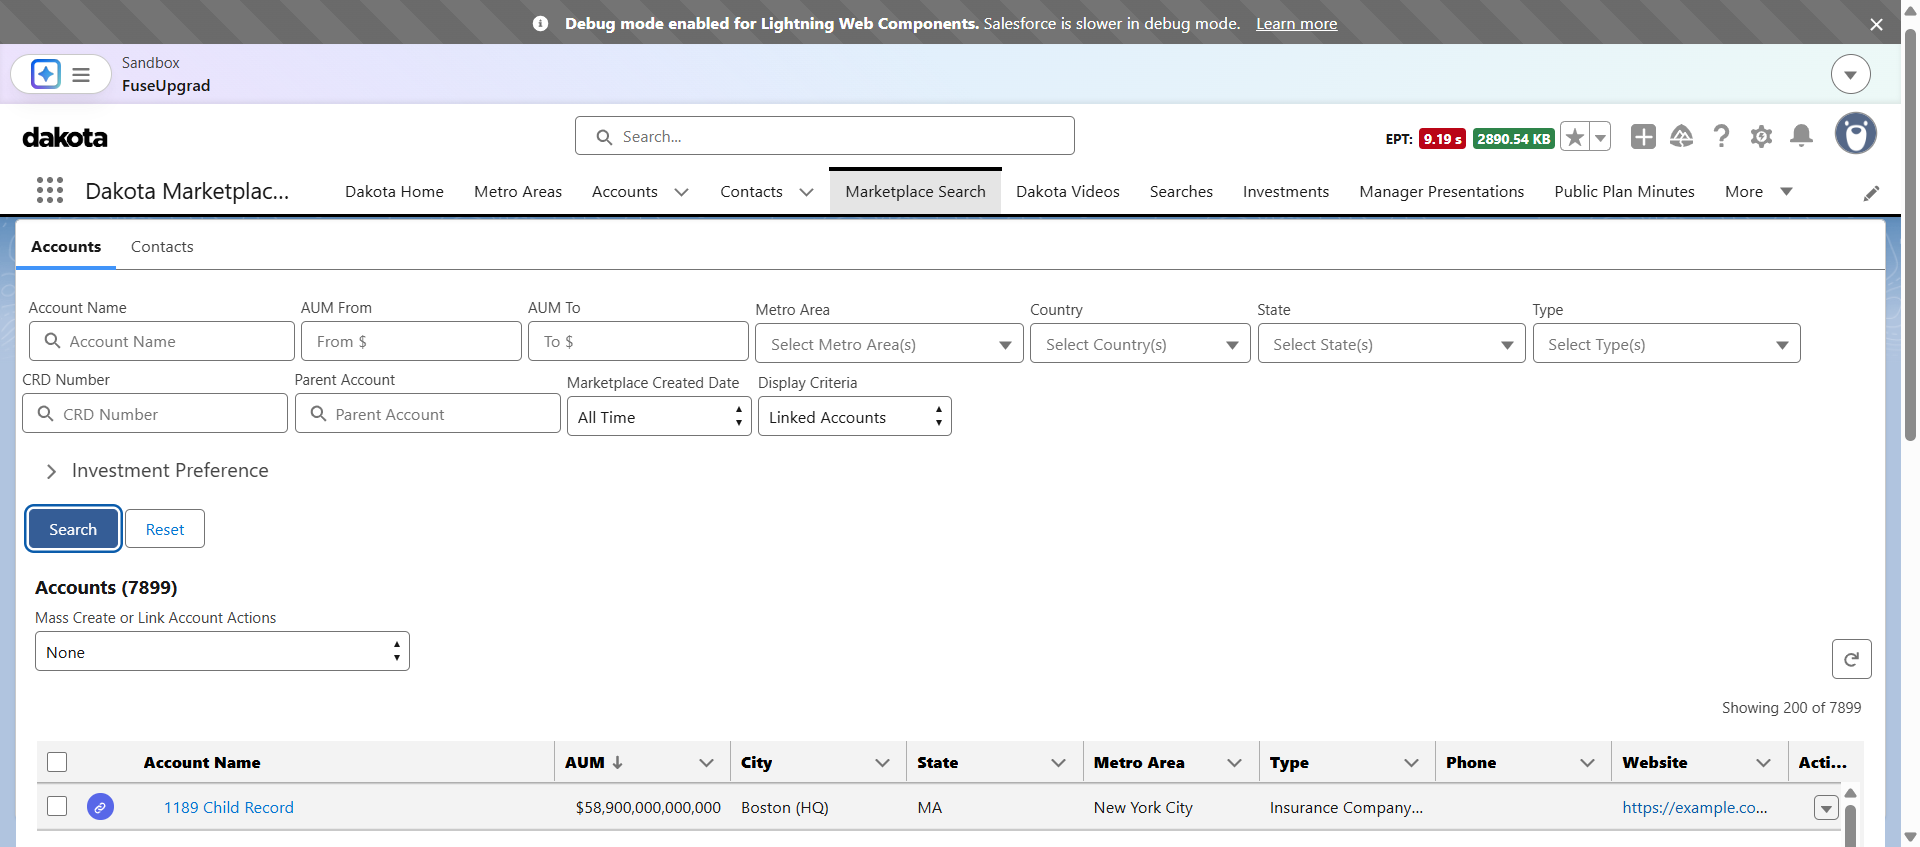 Debug mode enabled for Lightning Web Components. Salesforce is slower in debug mode. Learn more
Sandbox
FuseUpgrad
dakota
Search...
EPT: 9.19 s 2890.54 KB
Dakota Marketplac...
Dakota Home
Metro Areas
Accounts
Contacts
Marketplace Search
Dakota Videos
Searches
Investments
Manager Presentations
Public Plan Minutes
More
Accounts
Contacts
Account Name
AUM From
AUM To
Metro Area
Country
State
Type
Account Name
From $
To $
Select Metro Area(s)
Select Country(s)
Select State(s)
Select Type(s)
CRD Number
Parent Account
Marketplace Created Date
Display Criteria
CRD Number
Parent Account
All Time
Linked Accounts
Investment Preference
Search
Reset
Accounts (7899)
Mass Create or Link Account Actions
None
Showing 200 of 7899
Account Name
AUM
City
State
Metro Area
Type
Phone
Website
Acti...
1189 Child Record
$58,900,000,000,000
Boston (HQ)
MA
New York City
Insurance Company...
https://example.co...